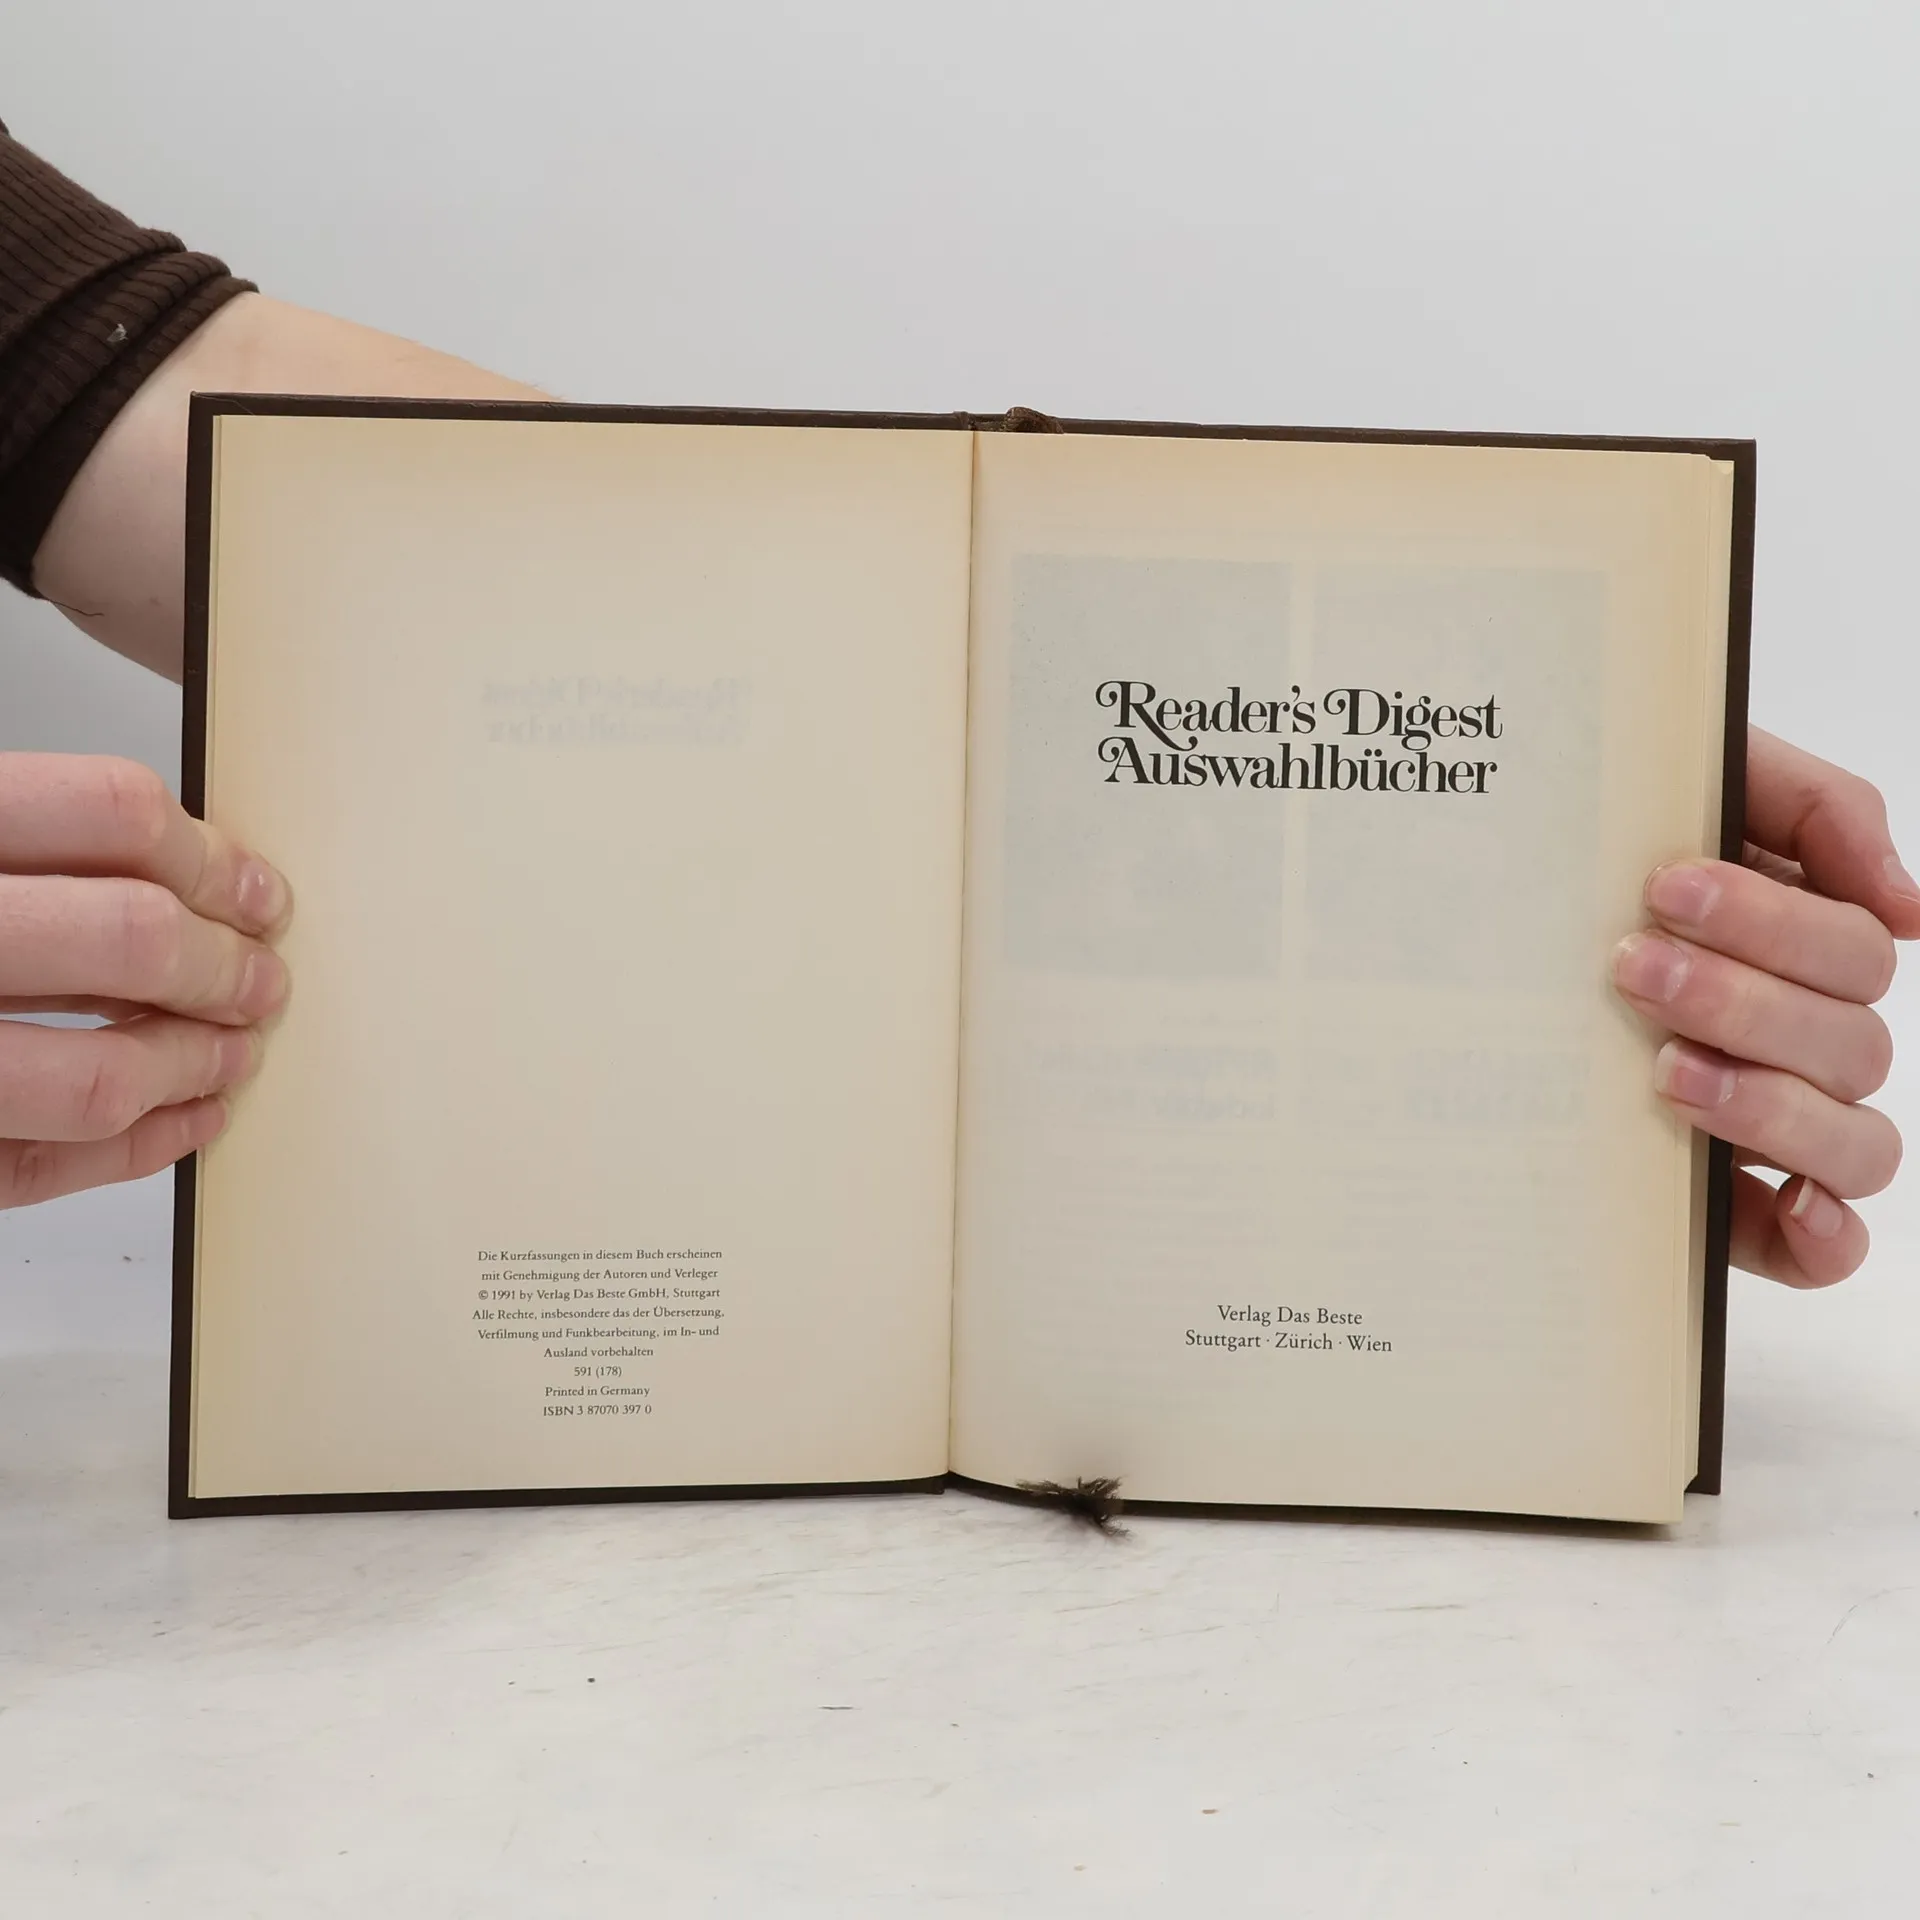 Die Kurzfassungen in diesem Buch erscheinen
mit Genehmigung der Autoren und Verleger
© 1991 by Verlag Das Beste GmbH, Stuttgart
Alle Rechte, insbesondere das der Übersetzung,
Verfilmung und Funkbearbeitung, im In- und
Ausland vorbehalten
591 (178)
Printed in Germany
ISBN 3 87070 397 0
Reader's Digest
Auswahlbücher
Verlag Das Beste
Stuttgart · Zürich · Wien